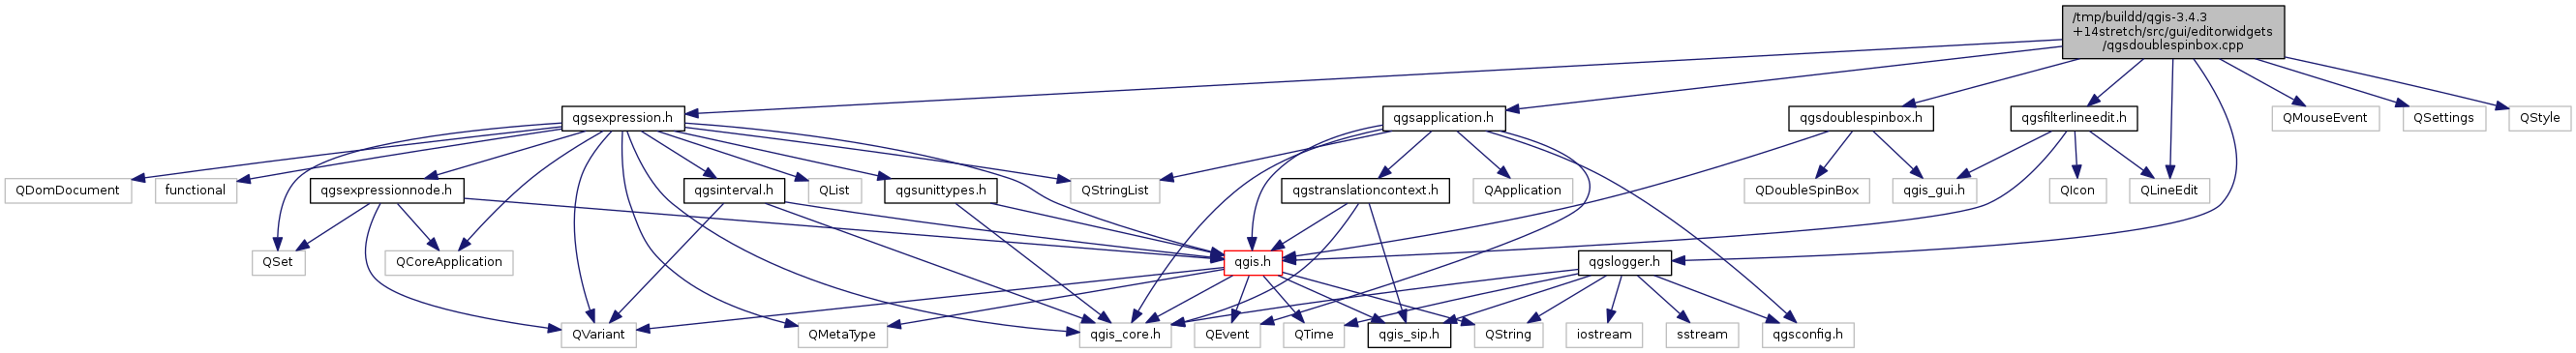 /tmp/buildd/qgis-3.4.3
+14stretch/src/gui/editorwidgets
/qgsdoublespinbox.cpp
qgsexpression.h
qgsapplication.h
qgsdoublespinbox.h
qgsfilterlineedit.h
QMouseEvent
QSettings
QStyle
QDomDocument
functional
qgsexpressionnode.h
qgsinterval.h
QList
qgsunittypes.h
QStringList
qgstranslationcontext.h
QApplication
QDoubleSpinBox
qgis_gui.h
QIcon
QLineEdit
QSet
QCoreApplication
qgis.h
qgslogger.h
QVariant
QMetaType
qgis_core.h
QEvent
QTime
qgis_sip.h
QString
iostream
sstream
qgsconfig.h